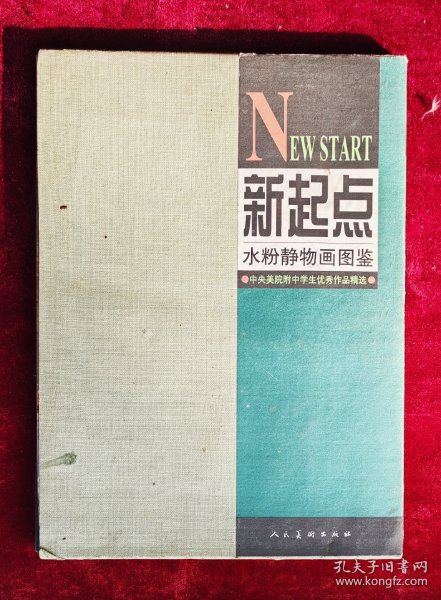 NEW START
新起点
水粉静物画图鉴
中央美院附中学生优秀作品精选
人民美术出版社
孔夫子旧书网
www.kongfz.com